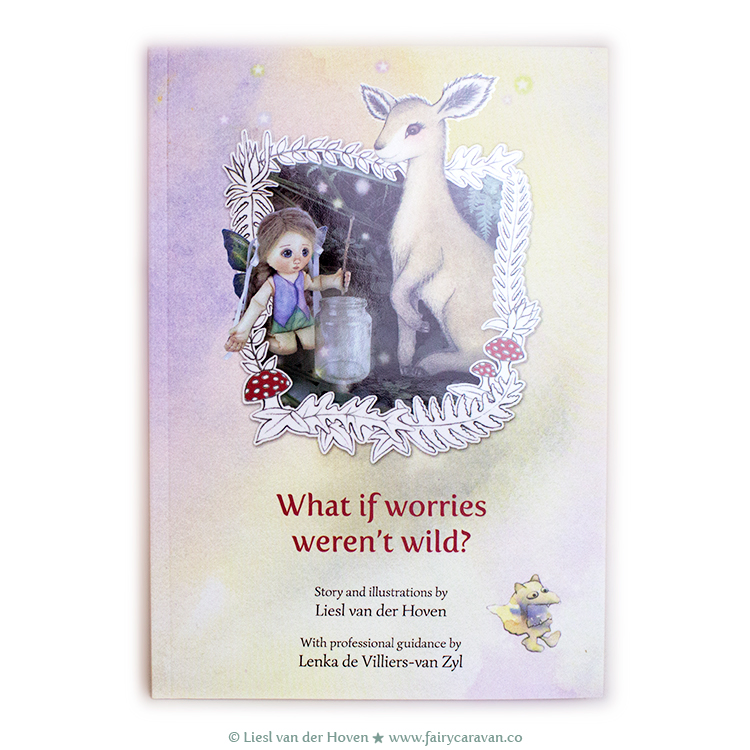 What if worries
weren't wild?
Story and illustrations by
Liesl van der Hoven
With professional guidance by
Lenka de Villiers-van Zyl
© Liesl van der Hoven ★ www.fairycaravan.co